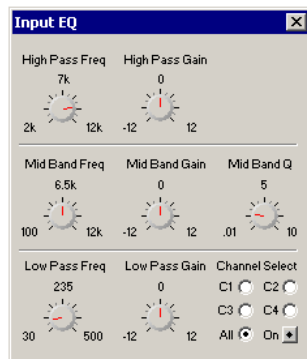 Input EQ
High Pass Freq High Pass Gain
7k 0
2k 12k -12 12
Mid Band Freq Mid Band Gain Mid Band Q
6.5k 0 5
100 12k -12 12 .01 10
Low Pass Freq Low Pass Gain Channel Select
235 0 C1 C2
C3 C4
30 500 -12 12 All On